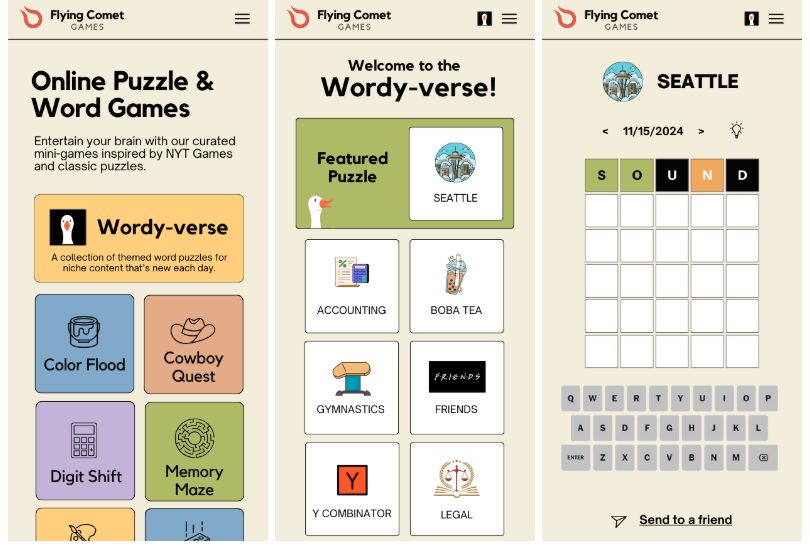 Flying Comet
GAMES
Online Puzzle &
Word Games
Entertain your brain with our curated
mini-games inspired by NYT Games
and classic puzzles.
Wordy-verse
A collection of themed word puzzles for
niche content that's new each day.
Color Flood
Cowboy
Quest
Digit Shift
Memory
Maze
Flying Comet
GAMES
Welcome to the
Wordy-verse!
Featured
Puzzle
SEATTLE
ACCOUNTING
BOBA TEA
GYMNASTICS
F·R·I·E·N·D·S
FRIENDS
Y
Y COMBINATOR
LEGAL
Flying Comet
GAMES
SEATTLE
< 11/15/2024 >
S O U N D
Q W E R T Y U I O P
A S D F G H J K L
ENTER Z X C V B N M
Send to a friend